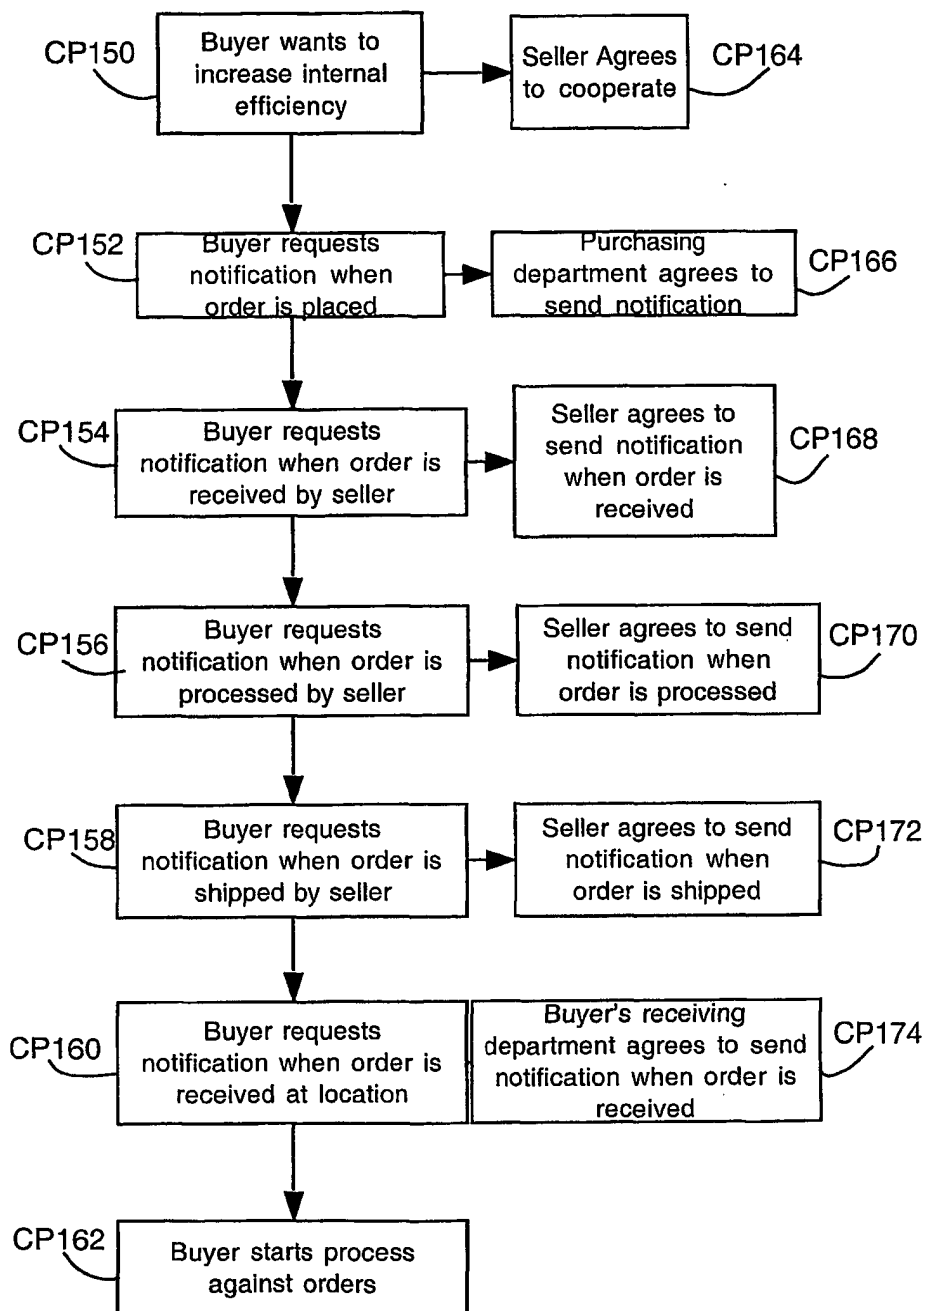 CP150
Buyer wants to
increase internal
efficiency
Seller Agrees
to cooperate
CP164
CP152
Buyer requests
notification when
order is placed
Purchasing
department agrees to
send notification
CP166
CP154
Buyer requests
notification when order is
received by seller
Seller agrees to
send notification
when order is
received
CP168
CP156
Buyer requests
notification when order is
processed by seller
Seller agrees to send
notification when
order is processed
CP170
CP158
Buyer requests
notification when order is
shipped by seller
Seller agrees to send
notification when
order is shipped
CP172
CP160
Buyer requests
notification when order is
received at location
Buyer's receiving
department agrees to send
notification when order is
received
CP174
CP162
Buyer starts process
against orders